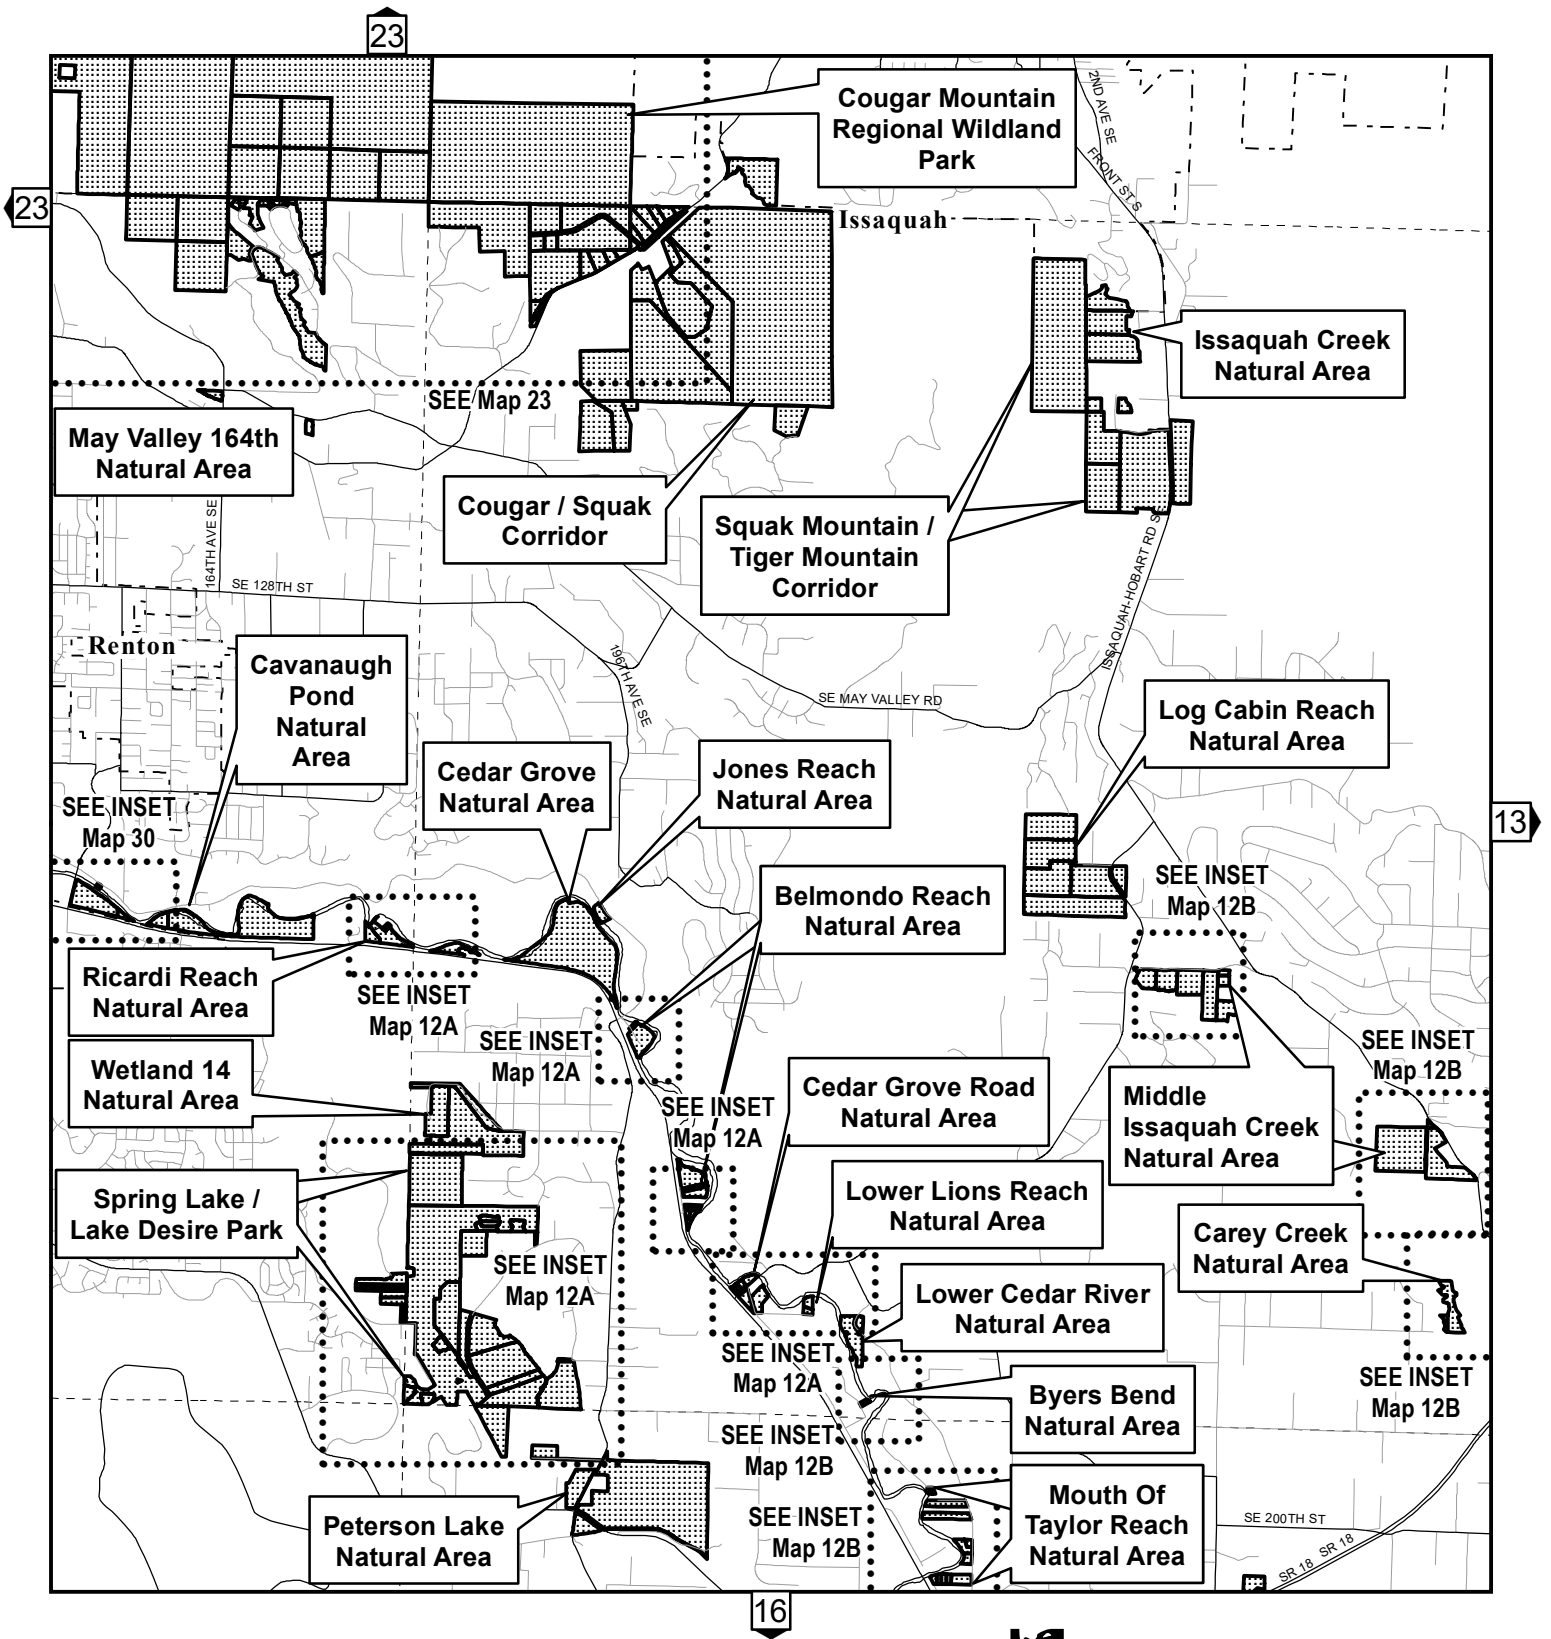 23
23
Cougar Mountain
Regional Wildland
Park
2ND AVE SE
FRONT ST S
Issaquah
Issaquah Creek
Natural Area
SEE Map 23
May Valley 164th
Natural Area
Cougar / Squak
Corridor
Squak Mountain /
Tiger Mountain
Corridor
164TH AVE SE
SE 128TH ST
ISSAQUAH-HOBART RD SE
Renton
Cavanaugh
Pond
Natural
Area
196TH AVE SE
SE MAY VALLEY RD
Log Cabin Reach
Natural Area
Cedar Grove
Natural Area
Jones Reach
Natural Area
SEE INSET
Map 30
13
Belmondo Reach
Natural Area
SEE INSET
Map 12B
Ricardi Reach
Natural Area
SEE INSET
Map 12A
SEE INSET
Map 12A
SEE INSET
Map 12B
Wetland 14
Natural Area
Cedar Grove Road
Natural Area
Middle
Issaquah Creek
Natural Area
SEE INSET
Map 12A
Spring Lake /
Lake Desire Park
Lower Lions Reach
Natural Area
Carey Creek
Natural Area
SEE INSET
Map 12A
Lower Cedar River
Natural Area
SEE INSET
Map 12A
SEE INSET
Map 12B
Byers Bend
Natural Area
SEE INSET
Map 12B
Peterson Lake
Natural Area
SEE INSET
Map 12B
Mouth Of
Taylor Reach
Natural Area
SE 200TH ST
SR 18
SR 18
16